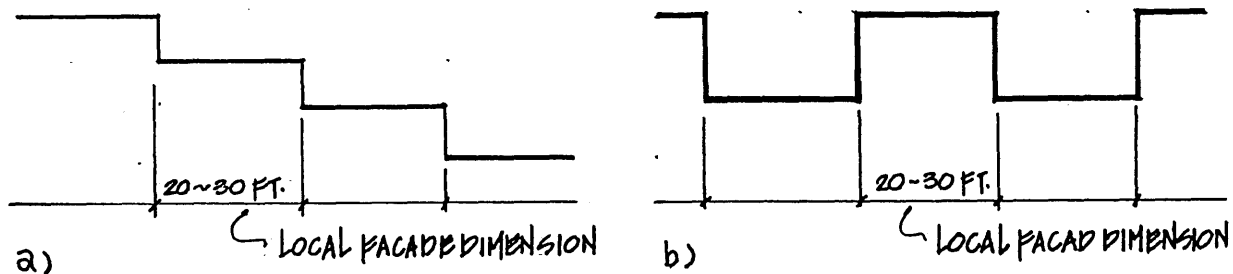 20~30 FT.
LOCAL FACADE DIMENSION
a)
20~30 FT.
LOCAL FACAD DIMENSION
b)